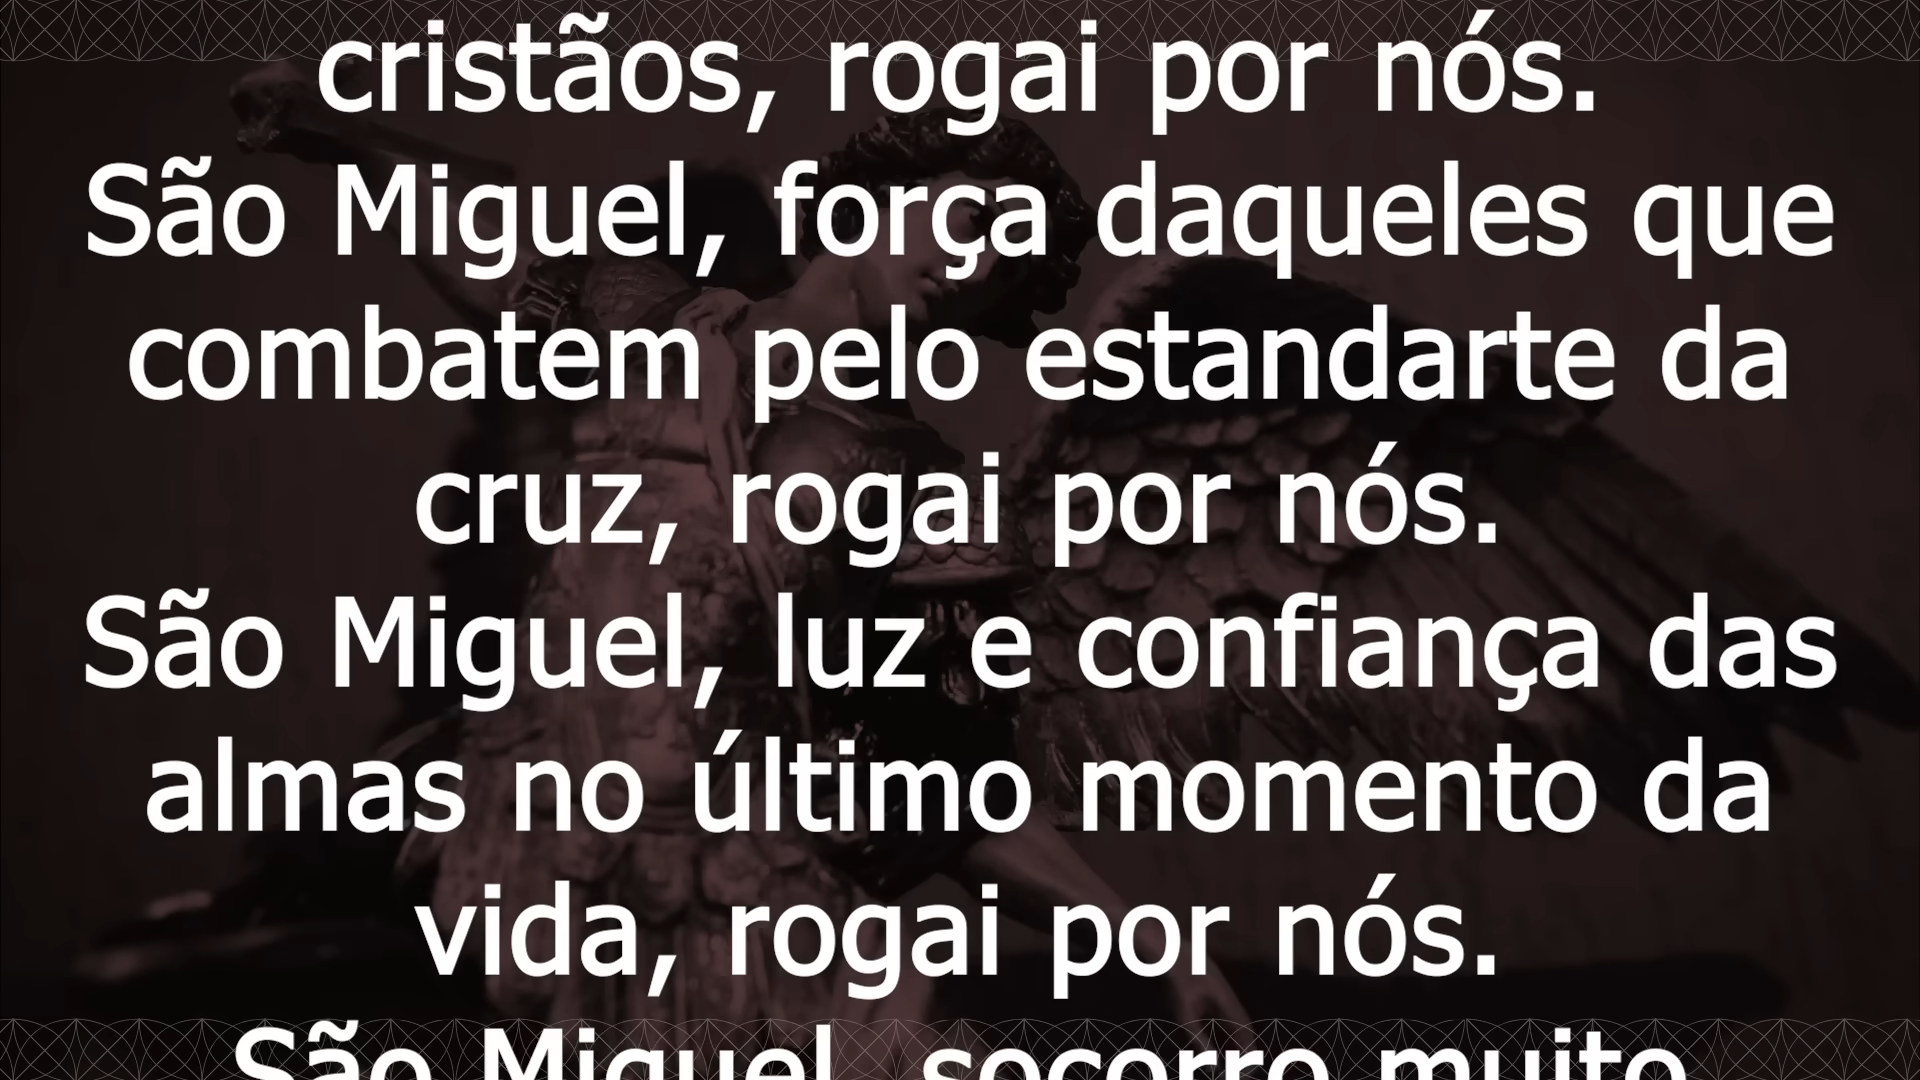 cristãos, rogai por nós.
São Miguel, força daqueles que
combatem pelo estandarte da
cruz, rogai por nós.
São Miguel, luz e confiança das
almas no último momento da
vida, rogai por nós.
São Miguel, socorro muito